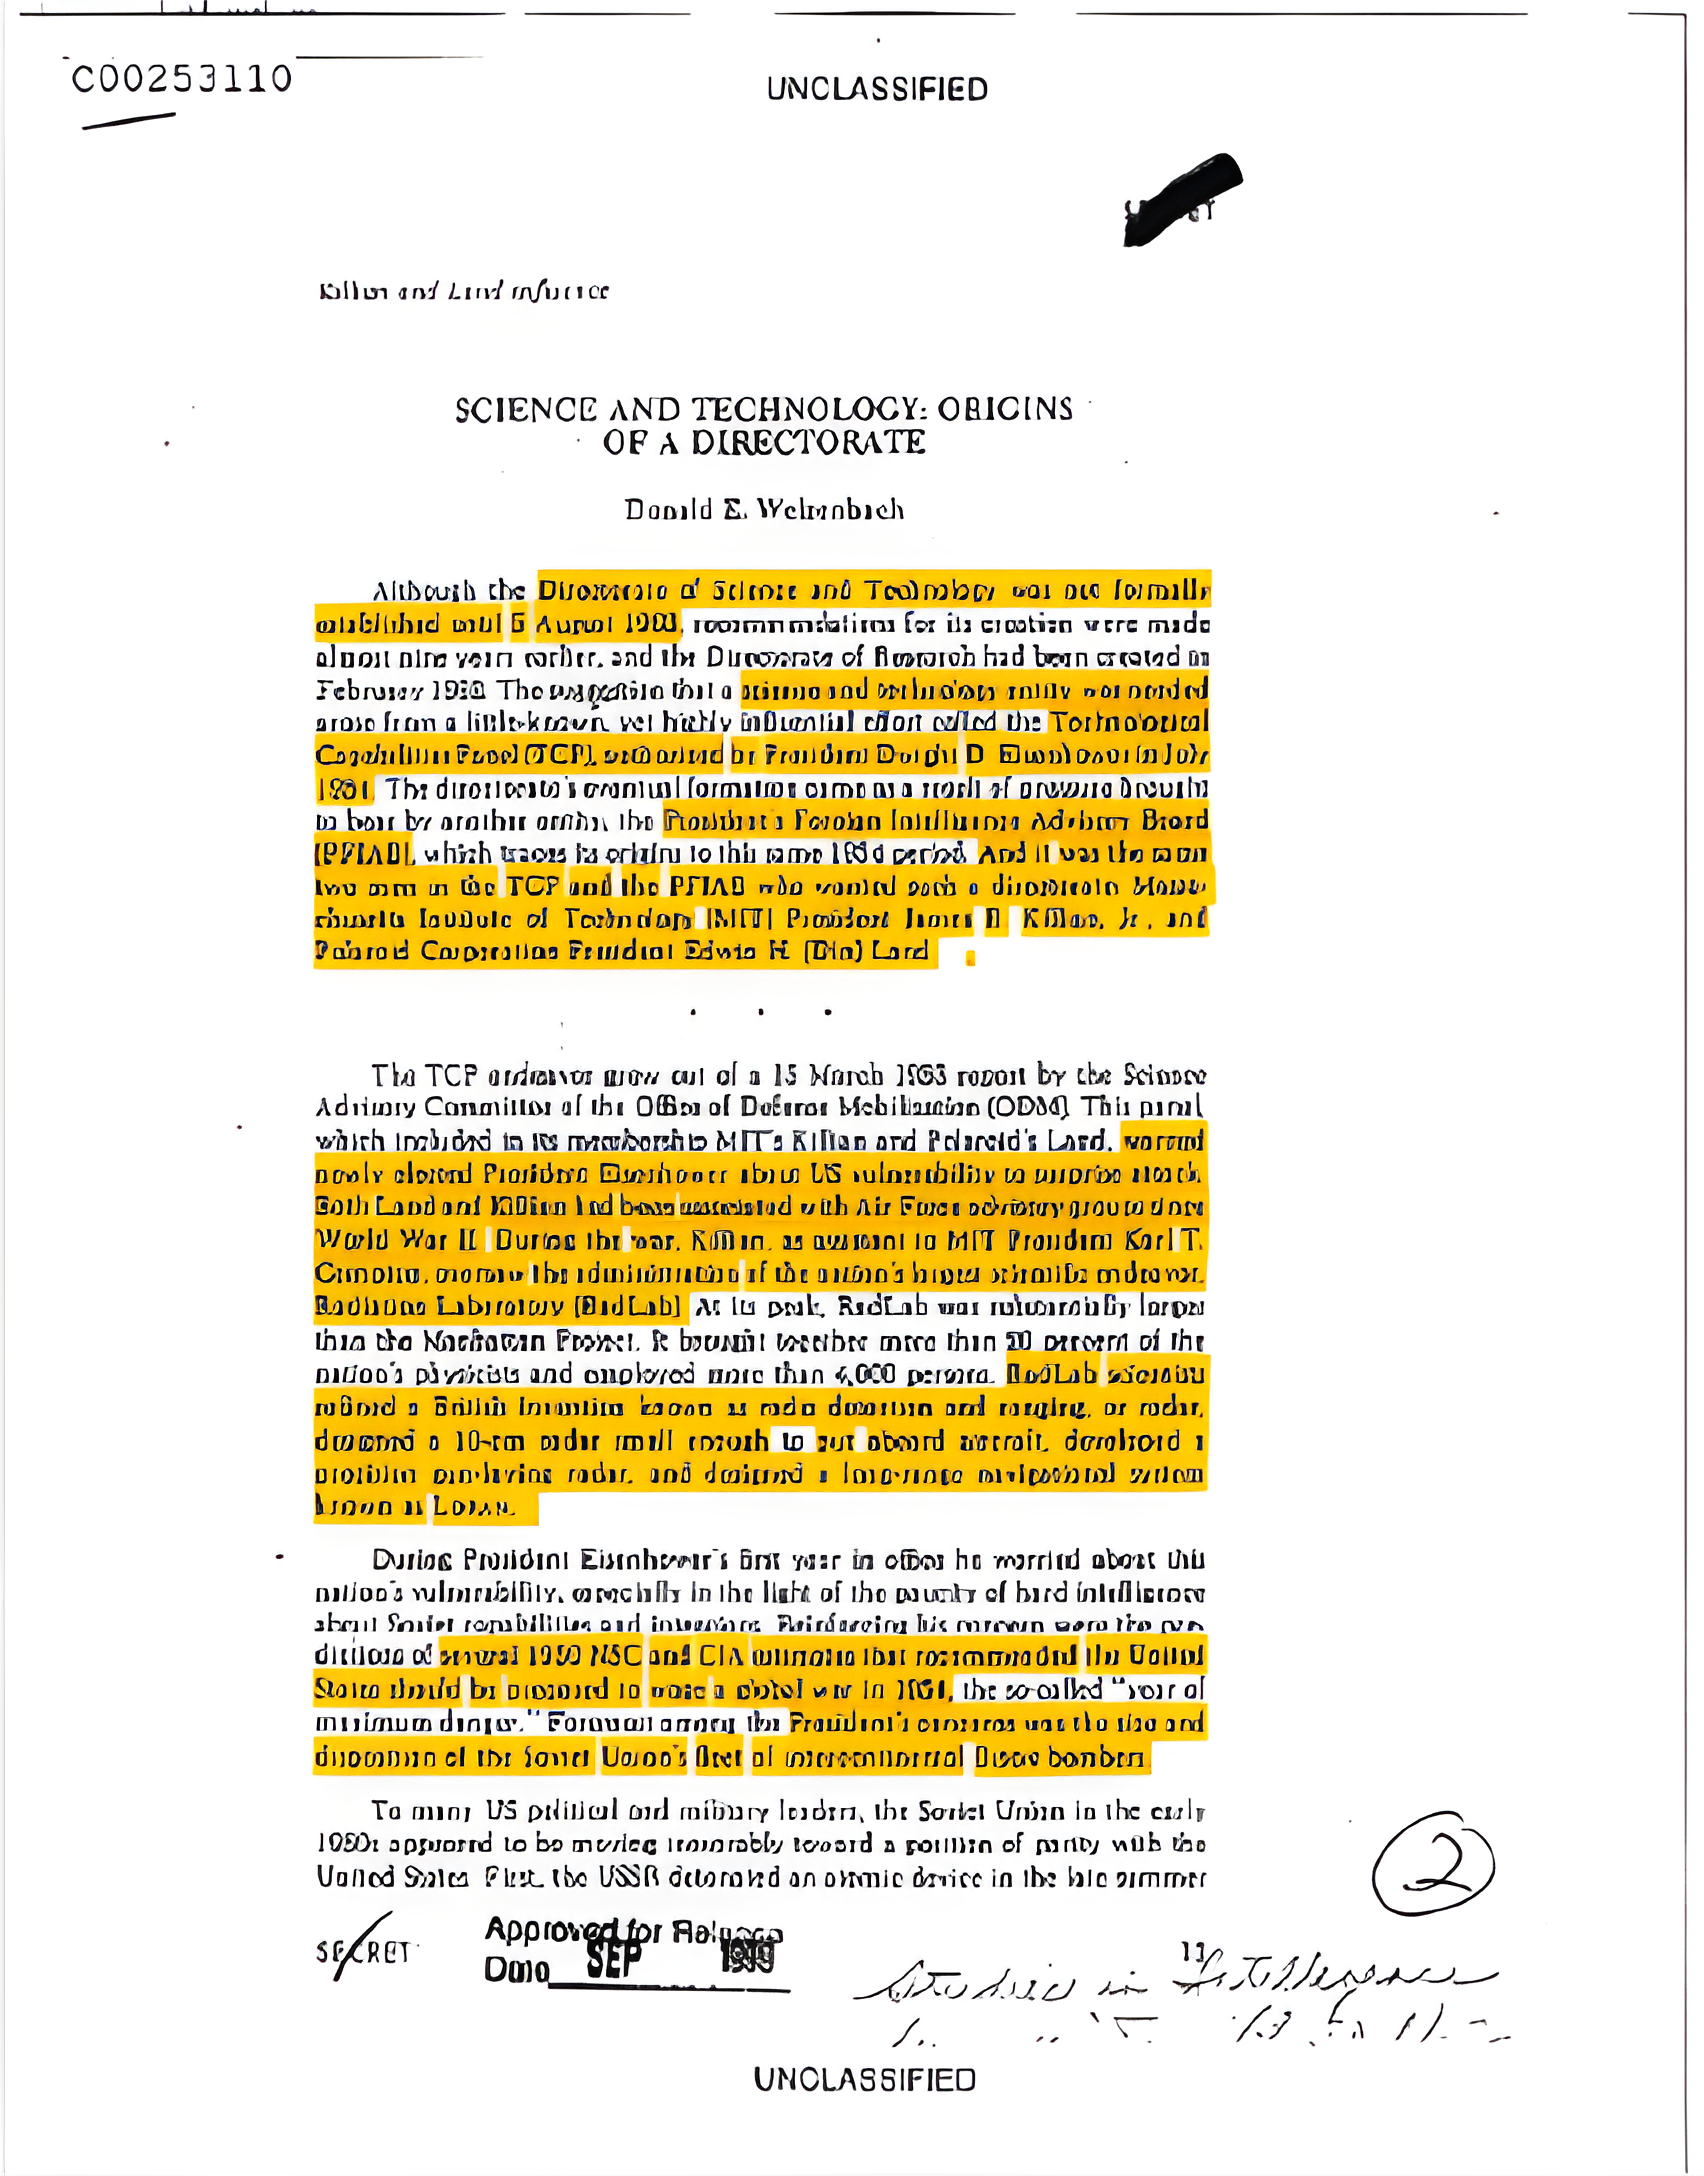 C00253110
UNCLASSIFIED
Killian and Land influence
SCIENCE AND TECHNOLOGY: ORIGINS
OF A DIRECTORATE
Donald E. Welzenbach
Although the Directorate of Science and Technology was not formally
established until 5 August 1963, recommendations for its creation were made
almost nine years earlier, and the Directorate of Research had been created in
February 1962. The suggestion that a science and technology entity was needed
arose from a little-known, yet highly influential effort called the Technological
Capabilities Panel (TCP), authorized by President Dwight D. Eisenhower in July
1954. The directorate's eventual formation came as a result of pressure brought
to bear by another entity, the President's Foreign Intelligence Advisory Board
(PFIAB), which traces its origins to this same 1954 period. And it was the same
two men in the TCP and the PFIAB who wanted such a directorate: Massa-
chusetts Institute of Technology (MIT) President James R. Killian, Jr., and
Polaroid Corporation President Edwin H. (Din) Land.
. . .
The TCP endeavor grew out of a 15 March 1953 report by the Science
Advisory Committee of the Office of Defense Mobilization (ODM). This panel,
which included in its membership MIT's Killian and Polaroid's Land, warned
newly elected President Eisenhower about US vulnerability to surprise attack.
Both Land and Killian had been associated with Air Force advisory groups since
World War II. During the war, Killian, as assistant to MIT President Karl T.
Compton, the administration of the nation's largest scientific endeavor,
Radiation Laboratory (RadLab). At its peak, RadLab was numerically larger
than the Manhattan Project. It brought together more than 20 percent of the
nation's physicists and employed more than 4,000 persons. RadLab scientists
refined a British invention known as radio detection and ranging, or radar,
designed a 10-cm radar small enough to put aboard aircraft, developed a
precision gun-laying radar, and designed a long-range navigational system
known as LORAN.
During President Eisenhower's first year in office he worried about this
nation's vulnerability, especially in the light of the paucity of hard intelligence
about Soviet capabilities and intentions. Reinforcing his concern were the pre-
dictions of several 1950 NSC and CIA estimates that recommended the United
States should be prepared to wage a global war in 1954, the so-called "year of
maximum danger." Foremost among the President's concerns was the size and
disposition of the Soviet Union's fleet of intercontinental Bison bombers.
To many US political and military leaders, the Soviet Union in the early
1950s appeared to be moving inexorably toward a position of parity with the
United States. First, the USSR detonated an atomic device in the late summer
2
SECRET
Approved for Release
Date SEP
11
Studies in Intelligence
UNCLASSIFIED